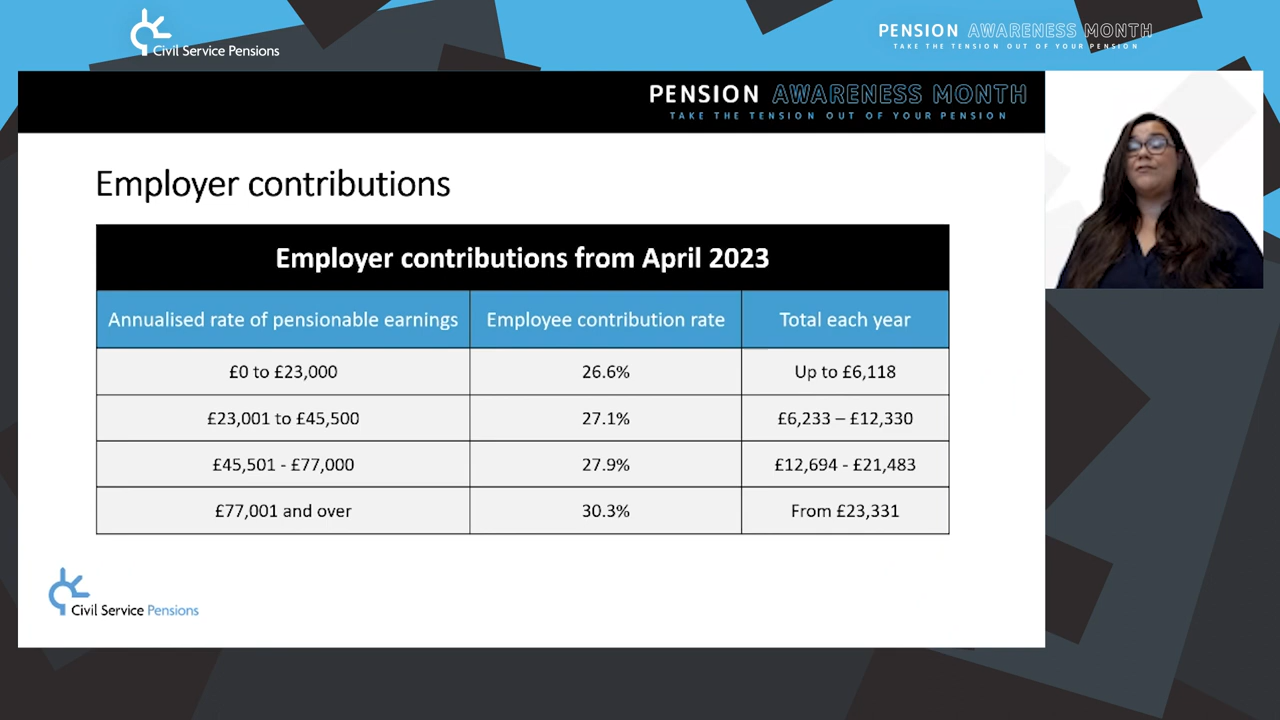 Civil Service Pensions
PENSION AWARENESS MONTH
TAKE THE TENSION OUT OF YOUR PENSION
PENSION AWARENESS MONTH
TAKE THE TENSION OUT OF YOUR PENSION
Employer contributions
Employer contributions from April 2023
Annualised rate of pensionable earnings Employee contribution rate Total each year
£0 to £23,000 26.6% Up to £6,118
£23,001 to £45,500 27.1% £6,233 – £12,330
£45,501 - £77,000 27.9% £12,694 - £21,483
£77,001 and over 30.3% From £23,331
Civil Service Pensions